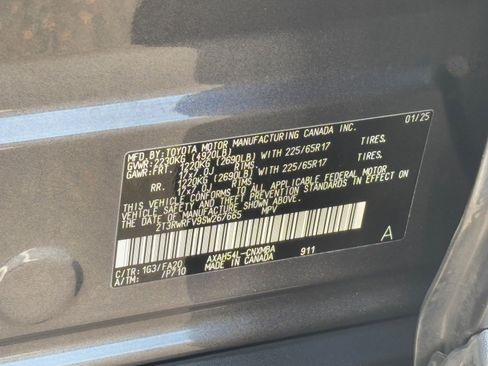 MFD.BY:TOYOTA MOTOR MANUFACTURING CANADA INC. 01/25
GVWR: 2230KG (4920LB)
GAWR:FRT. 1220KG (2690LB) WITH 225/65R17 TIRES.
17X7.0J RIMS.
RR. 1220KG (2690LB) WITH 225/65R17 TIRES.
17X7.0J RIMS.
THIS VEHICLE CONFORMS TO ALL APPLICABLE FEDERAL MOTOR
VEHICLE SAFETY AND THEFT PREVENTION STANDARDS IN EFFECT
ON THE DATE OF MANUFACTURE SHOWN ABOVE.
2T3RWRFV9SW267665 MPV
A
C/TR: 1G3/FA20 AXAH54L-CNXMBA
A/TM: /P710 MADE IN CANADA 911